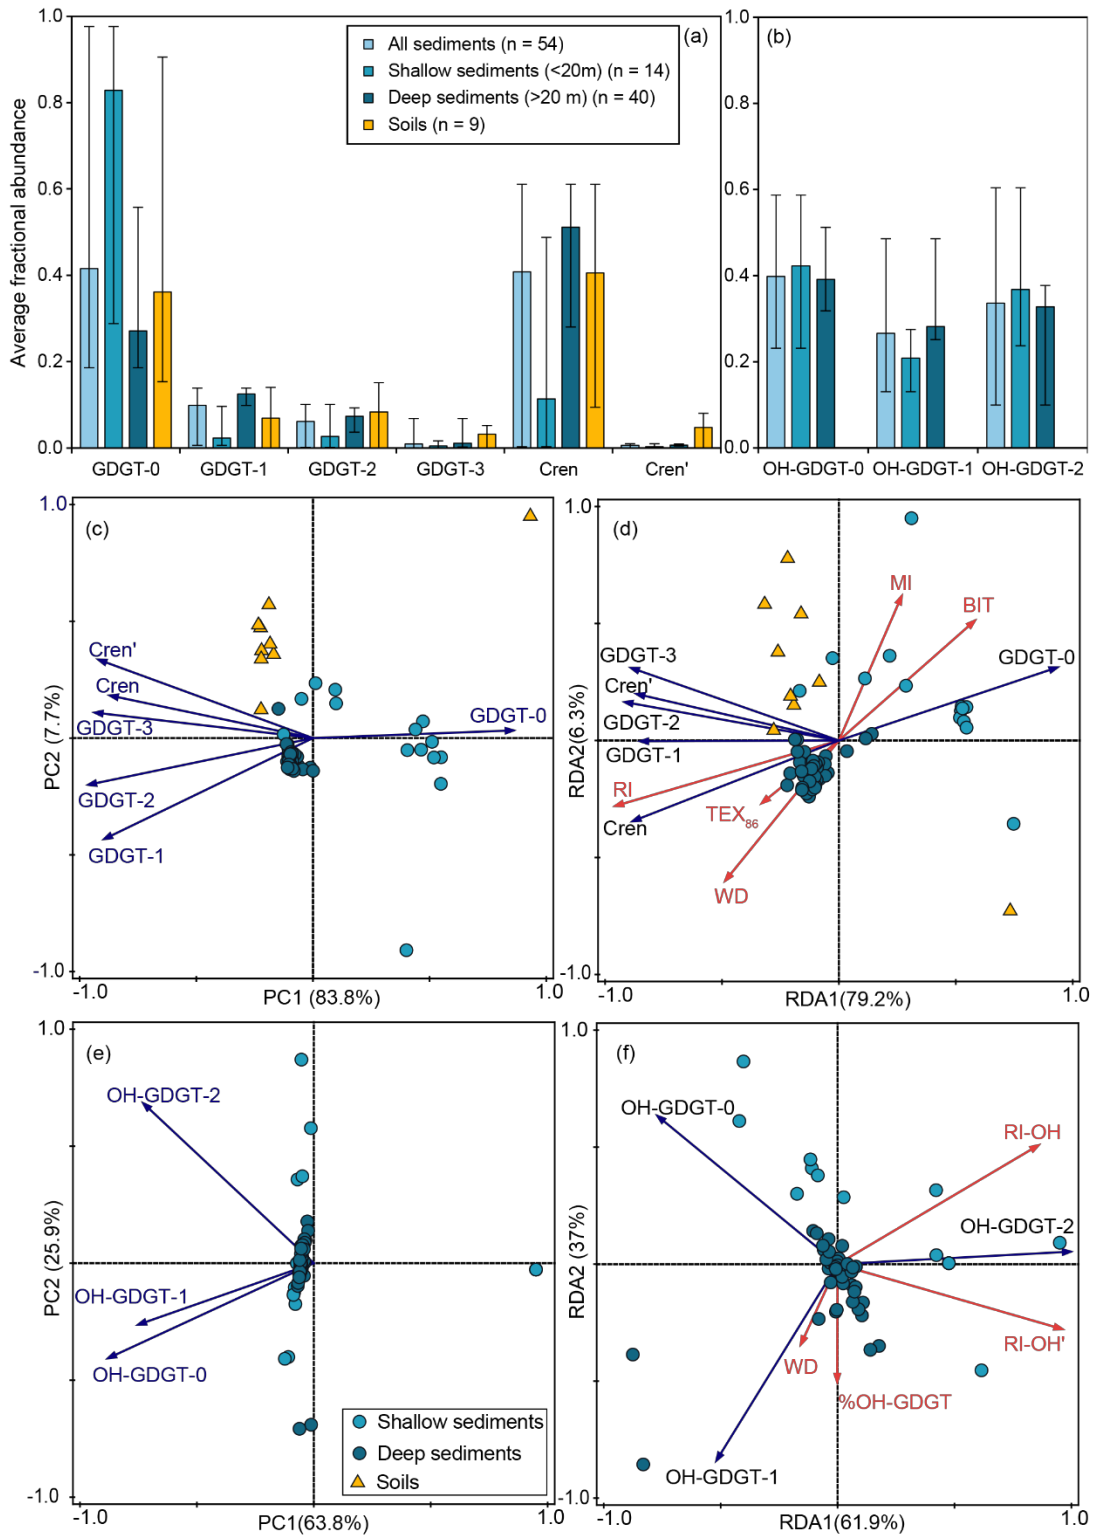 1.0
0.8
0.6
0.4
0.2
0.0
Average fractional abundance
(a)
All sediments (n = 54)
Shallow sediments (<20m) (n = 14)
Deep sediments (>20 m) (n = 40)
Soils (n = 9)
GDGT-0
GDGT-1
GDGT-2
GDGT-3
Cren
Cren'
(b)
1.0
0.8
0.6
0.4
0.2
0.0
OH-GDGT-0
OH-GDGT-1
OH-GDGT-2
(c)
1.0
PC2 (7.7%)
-1.0
Cren'
Cren
GDGT-3
GDGT-2
GDGT-1
GDGT-0
-1.0
PC1 (83.8%)
1.0
(d)
1.0
RDA2(6.3%)
-1.0
MI
BIT
GDGT-0
GDGT-3
Cren'
GDGT-2
GDGT-1
RI
Cren
TEX86
WD
-1.0
RDA1(79.2%)
1.0
(e)
1.0
PC2 (25.9%)
-1.0
OH-GDGT-2
OH-GDGT-1
OH-GDGT-0
Shallow sediments
Deep sediments
Soils
-1.0
PC1(63.8%)
1.0
(f)
1.0
RDA2 (37%)
-1.0
OH-GDGT-0
RI-OH
OH-GDGT-2
RI-OH'
WD
%OH-GDGT
OH-GDGT-1
-1.0
RDA1(61.9%)
1.0